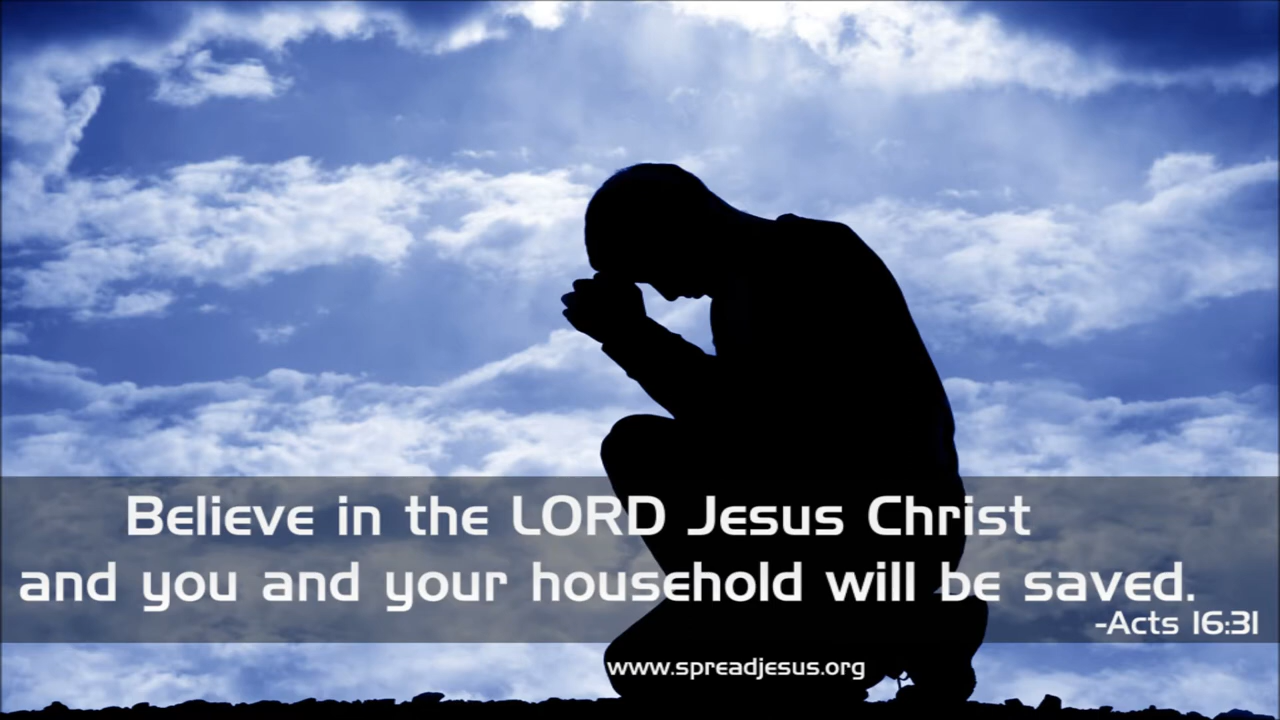 Believe in the LORD Jesus Christ
and you and your household will be saved.
-Acts 16:31
www.spreadjesus.org